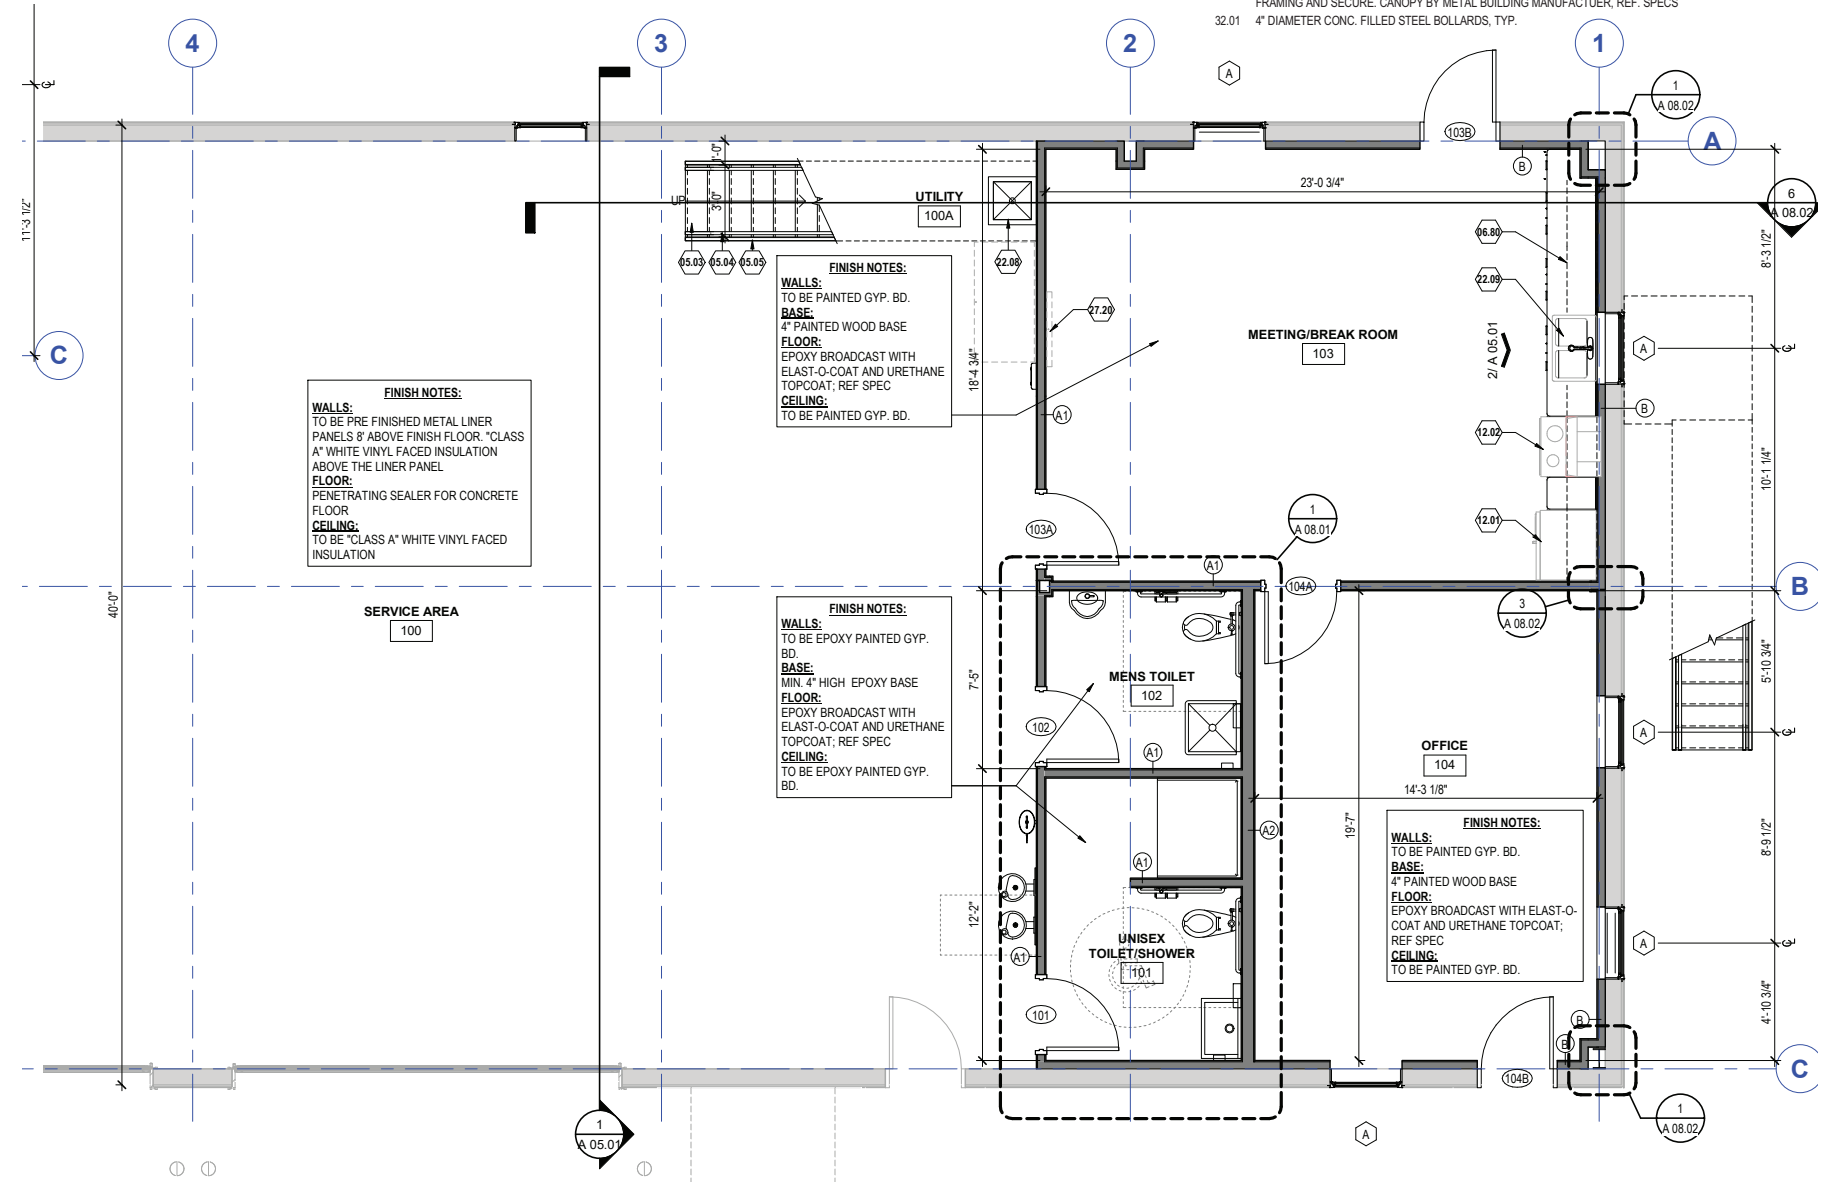 FRAMING AND SECURE. CANOPY BY METAL BUILDING MANUFACTUER, REF. SPECS
32.01 4" DIAMETER CONC. FILLED STEEL BOLLARDS, TYP.
4
3
2
1
A
1
A 08.02
103B
A
B
1'-0"
23'-0 3/4"
UP
3'-0"
UTILITY
100A
6
A 08.02
11'-3 1/2"
05.03
05.04
05.05
22.08
06.80
8'-3 1/2"
22.09
27.20
FINISH NOTES:
WALLS:
TO BE PAINTED GYP. BD.
BASE:
4" PAINTED WOOD BASE
FLOOR:
EPOXY BROADCAST WITH
ELAST-O-COAT AND URETHANE
TOPCOAT; REF SPEC
CEILING:
TO BE PAINTED GYP. BD.
18'-4 3/4"
MEETING/BREAK ROOM
103
2/ A 05.01
A
C
A1
B
12.02
10'-1 1/4"
FINISH NOTES:
WALLS:
TO BE PRE FINISHED METAL LINER
PANELS 8' ABOVE FINISH FLOOR. "CLASS
A" WHITE VINYL FACED INSULATION
ABOVE THE LINER PANEL
FLOOR:
PENETRATING SEALER FOR CONCRETE
FLOOR
CEILING:
TO BE "CLASS A" WHITE VINYL FACED
INSULATION
103A
1
A 08.01
12.01
A1
104A
B
40'-0"
SERVICE AREA
100
3
A 08.02
FINISH NOTES:
WALLS:
TO BE EPOXY PAINTED GYP.
BD.
BASE:
MIN. 4" HIGH EPOXY BASE
FLOOR:
EPOXY BROADCAST WITH
ELAST-O-COAT AND URETHANE
TOPCOAT; REF SPEC
CEILING:
TO BE EPOXY PAINTED GYP.
BD.
7'-5"
MENS TOILET
102
5'-10 3/4"
102
A1
OFFICE
104
A
14'-3 1/8"
19'-7"
A2
A1
8'-9 1/2"
FINISH NOTES:
WALLS:
TO BE PAINTED GYP. BD.
BASE:
4" PAINTED WOOD BASE
FLOOR:
EPOXY BROADCAST WITH ELAST-O-
COAT AND URETHANE TOPCOAT;
REF SPEC
CEILING:
TO BE PAINTED GYP. BD.
12'-2"
UNISEX
TOILET/SHOWER
101
A1
A
101
4'-10 3/4"
B
B
104B
C
1
A 05.01
A
1
A 08.02